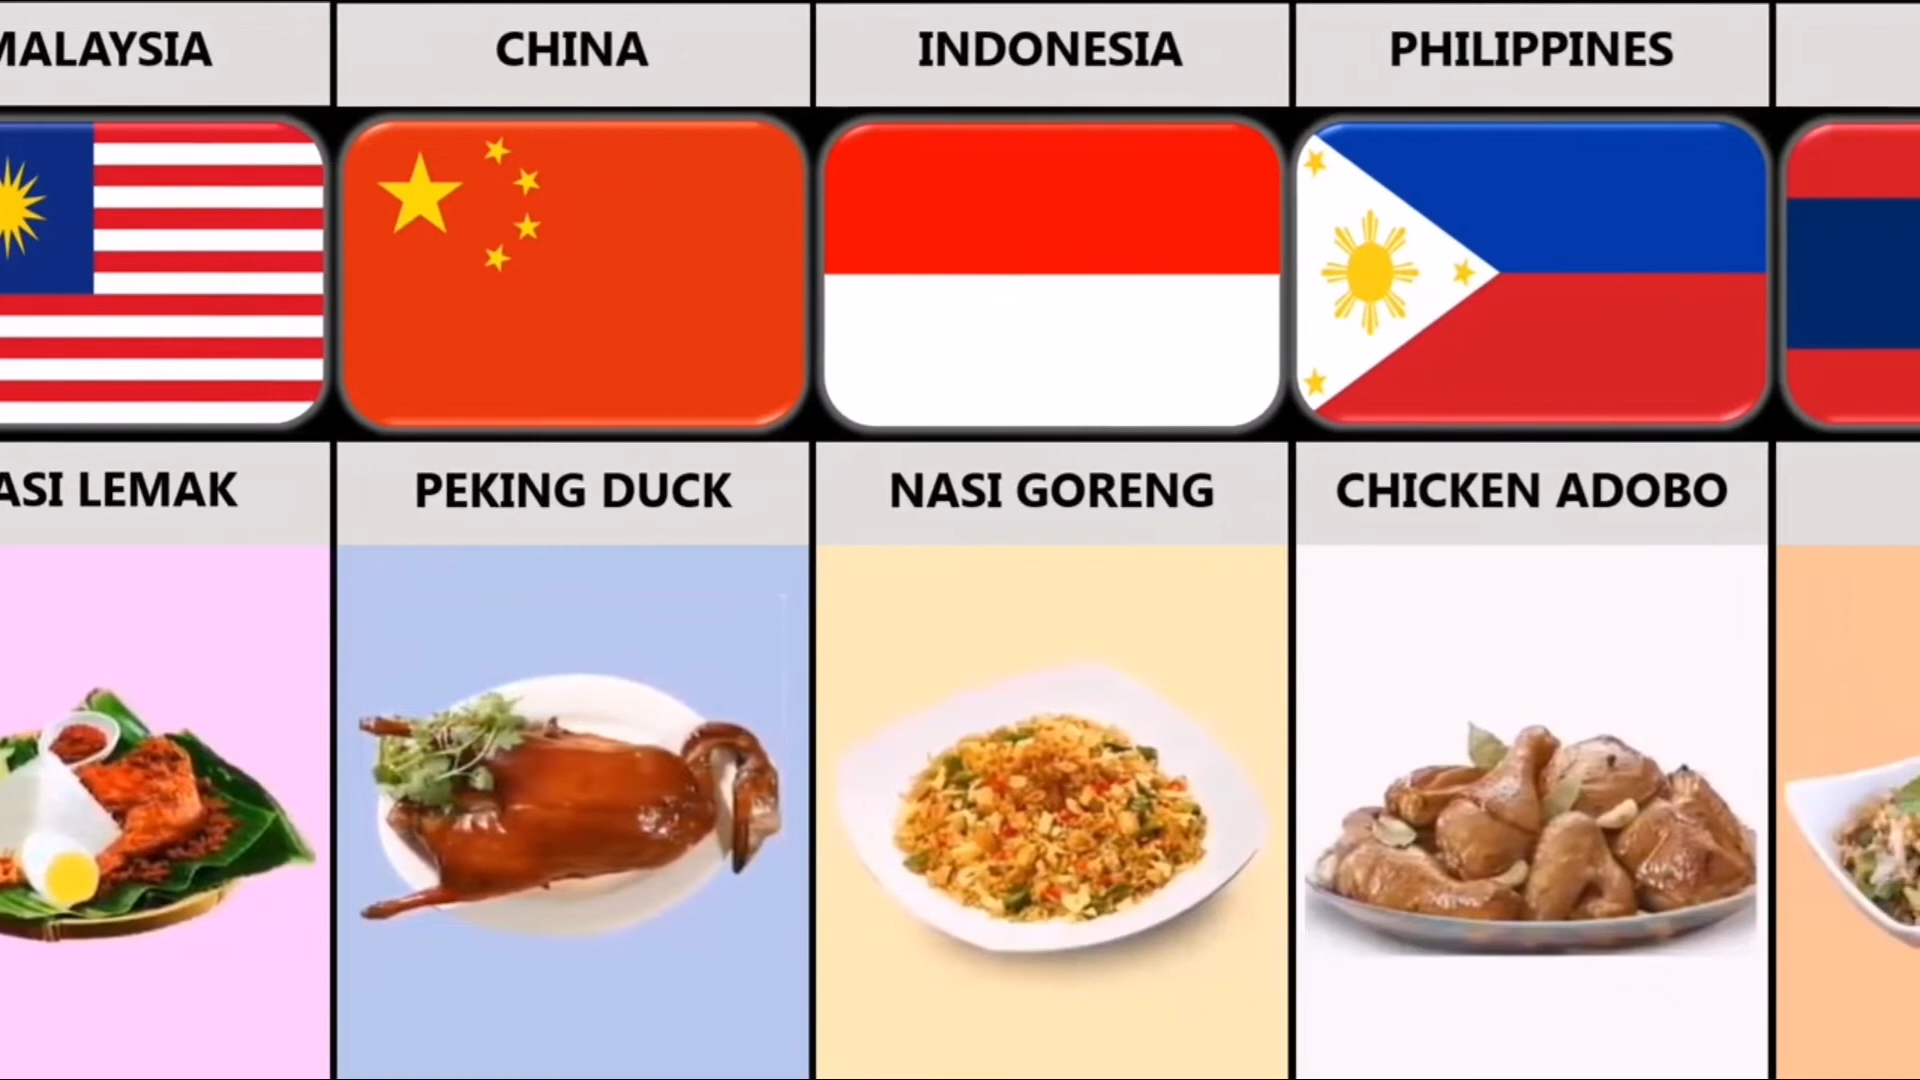 MALAYSIA
CHINA
INDONESIA
PHILIPPINES
ASI LEMAK
PEKING DUCK
NASI GORENG
CHICKEN ADOBO